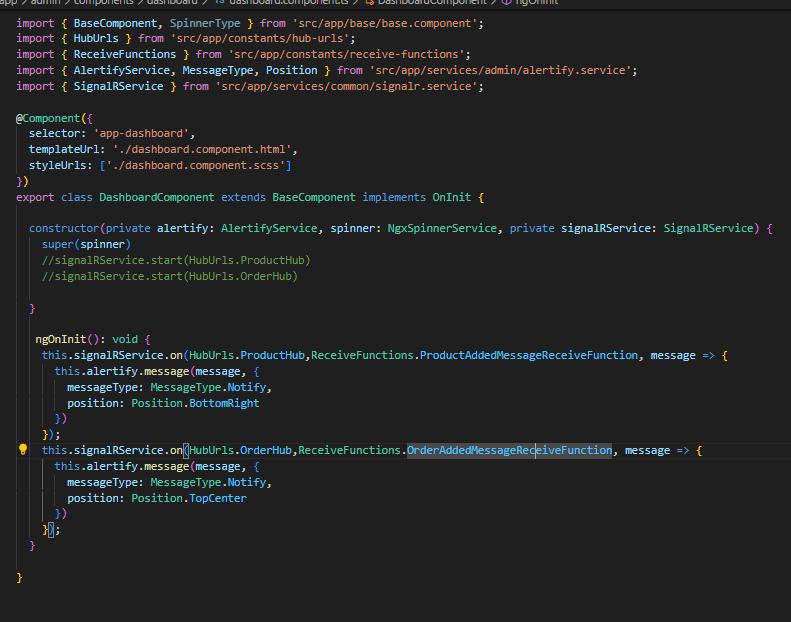 app > admin > components > dashboard > TS dashboard.component.ts > DashboardComponent > ngOnInit
import { BaseComponent, SpinnerType } from 'src/app/base/base.component';
import { HubUrls } from 'src/app/constants/hub-urls';
import { ReceiveFunctions } from 'src/app/constants/receive-functions';
import { AlertifyService, MessageType, Position } from 'src/app/services/admin/alertify.service';
import { SignalRService } from 'src/app/services/common/signalr.service';
@Component({
selector: 'app-dashboard',
templateUrl: './dashboard.component.html',
styleUrls: ['./dashboard.component.scss']
})
export class DashboardComponent extends BaseComponent implements OnInit {
constructor(private alertify: AlertifyService, spinner: NgxSpinnerService, private signalRService: SignalRService) {
super(spinner)
//signalRService.start(HubUrls.ProductHub)
//signalRService.start(HubUrls.OrderHub)
}
ngOnInit(): void {
this.signalRService.on(HubUrls.ProductHub,ReceiveFunctions.ProductAddedMessageReceiveFunction, message => {
this.alertify.message(message, {
messageType: MessageType.Notify,
position: Position.BottomRight
})
});
this.signalRService.on(HubUrls.OrderHub,ReceiveFunctions.OrderAddedMessageReceiveFunction, message => {
this.alertify.message(message, {
messageType: MessageType.Notify,
position: Position.TopCenter
})
});
}
}